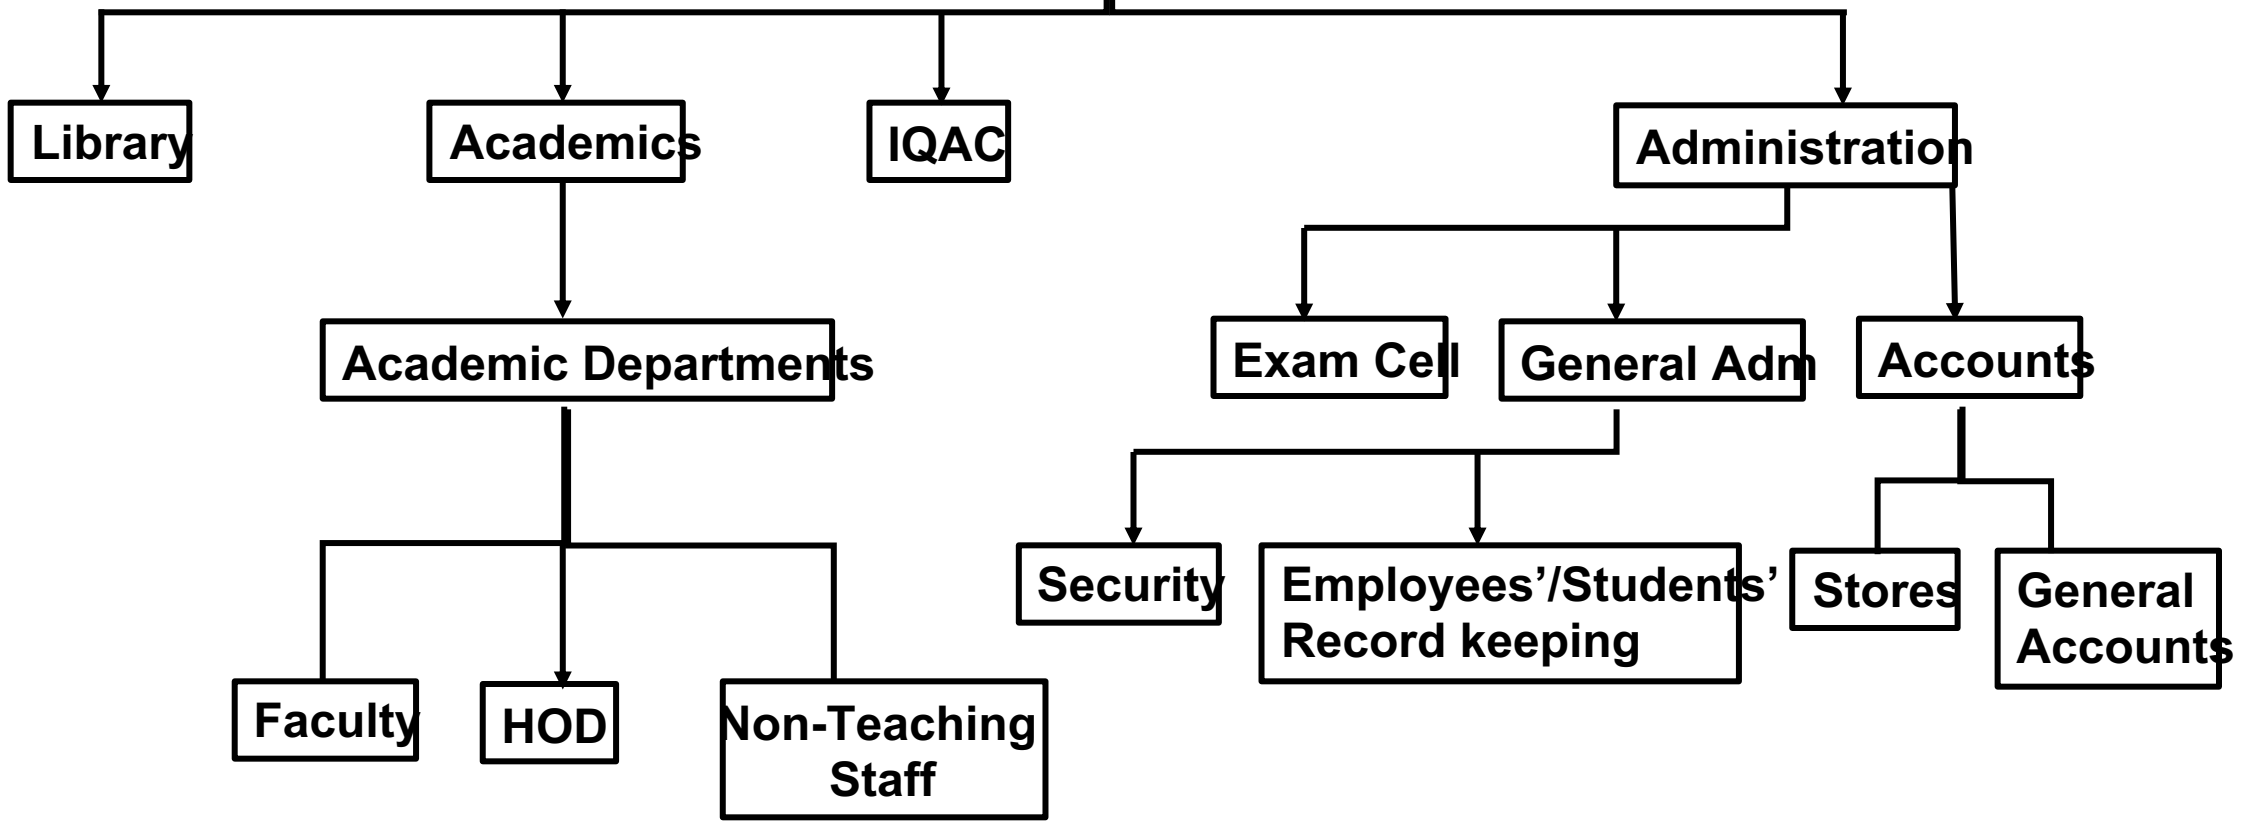 Library
Academics
IQAC
Administration
Academic Departments
Exam Cell
General Adm
Accounts
Security
Employees’/Students’
Record keeping
Stores
General
Accounts
Faculty
HOD
Non-Teaching
Staff